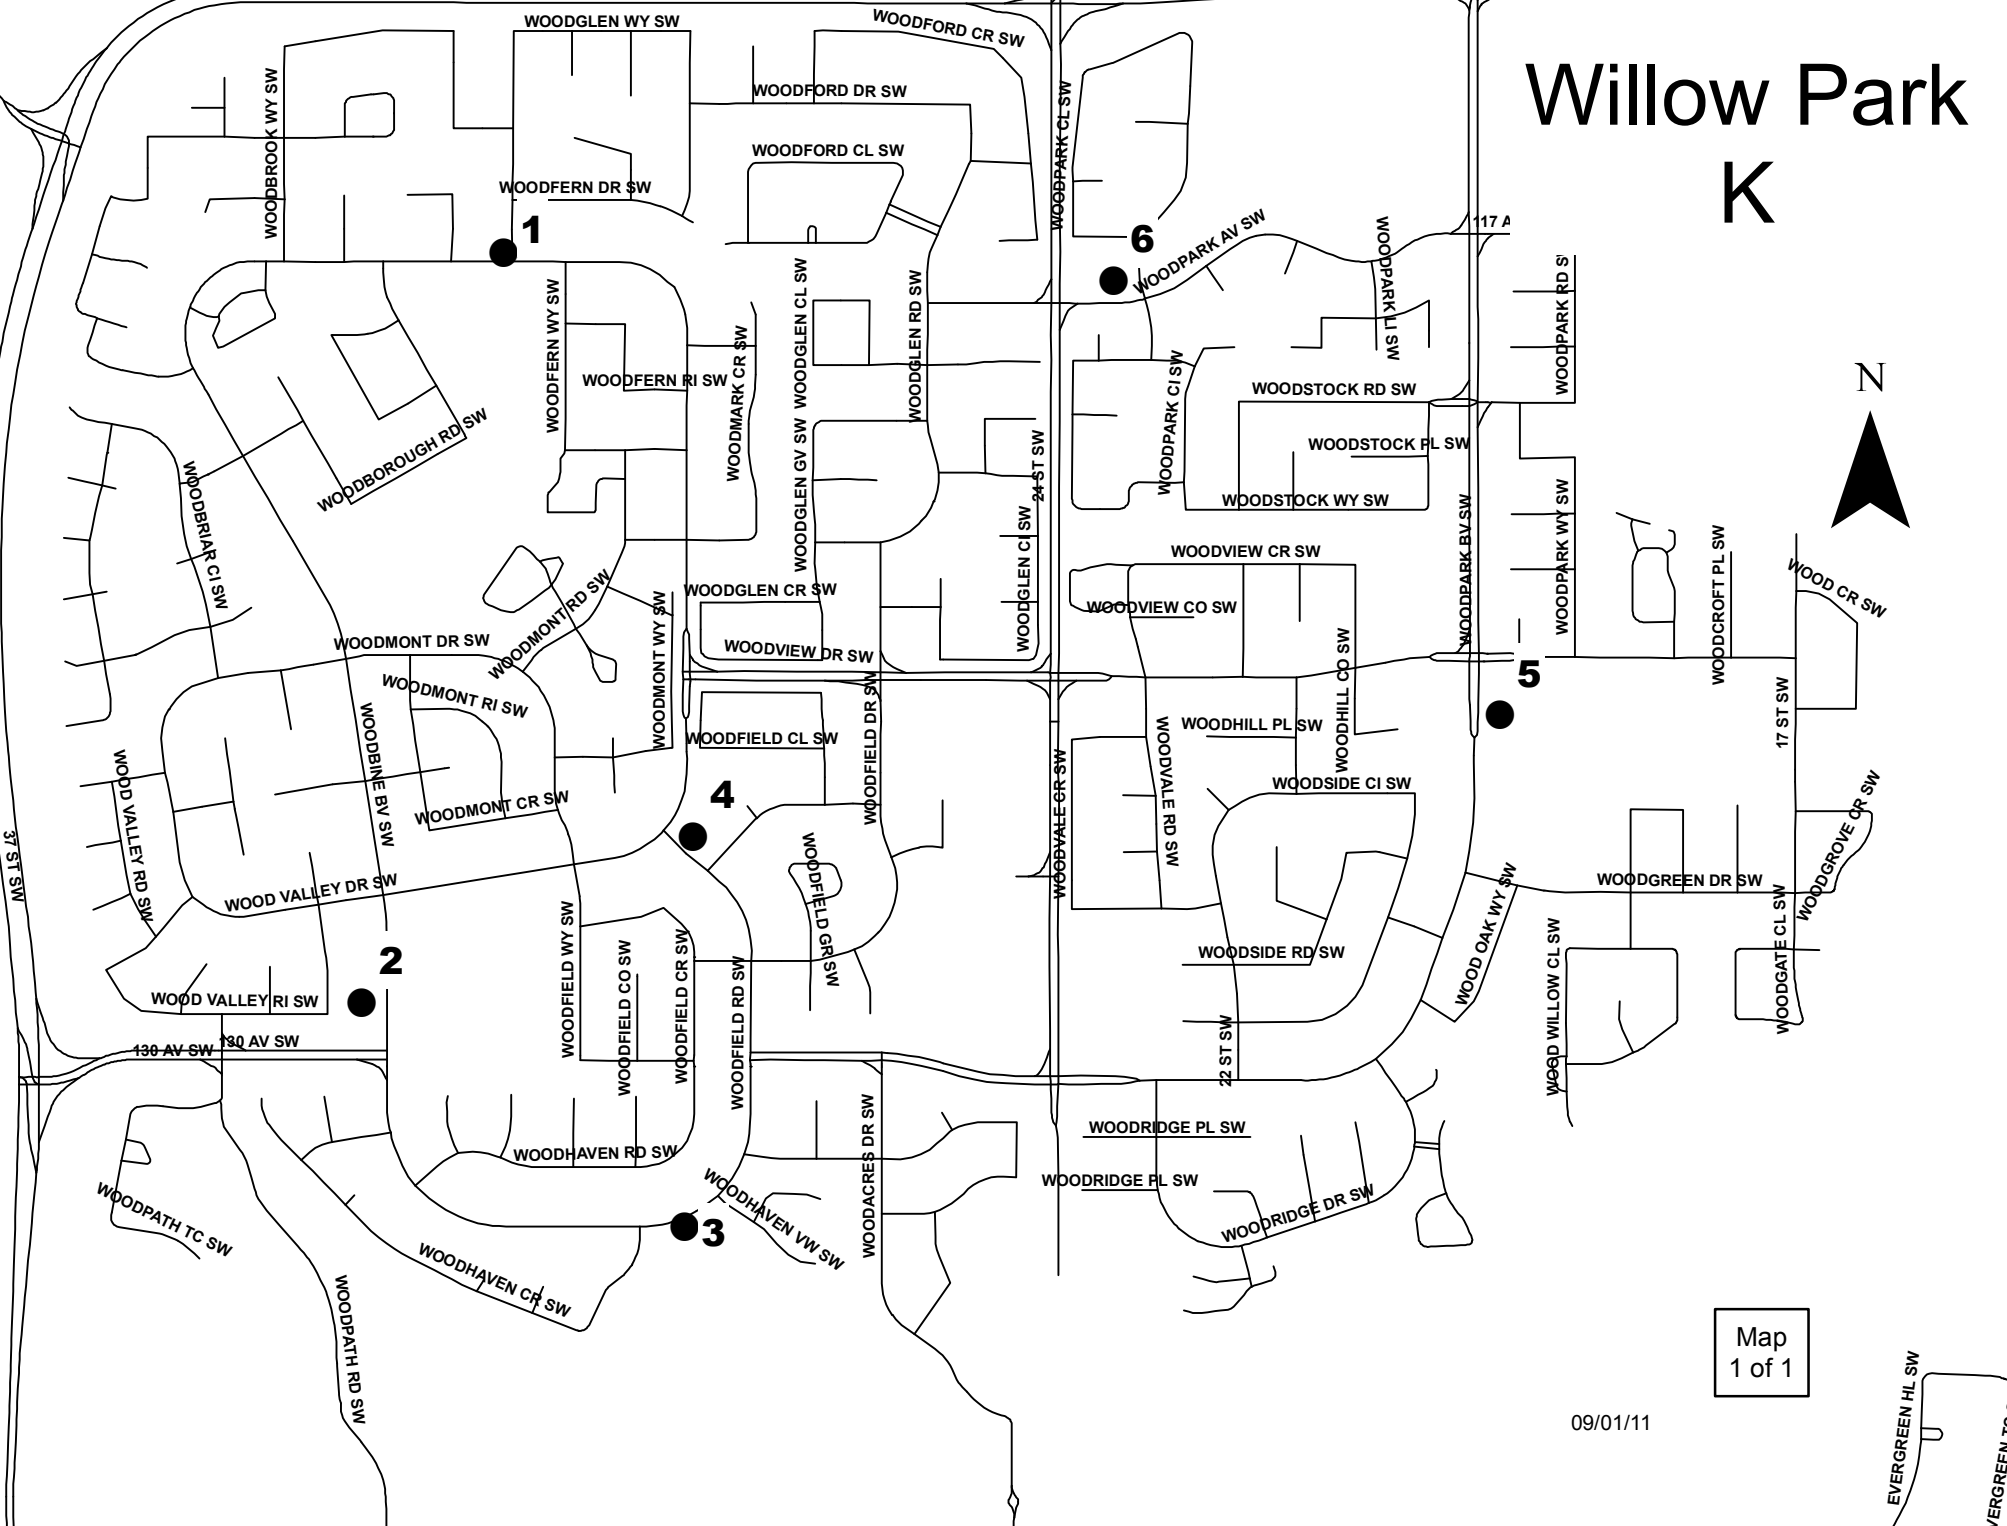 Willow Park
K
N
WOODGLEN WY SW
WOODFORD CR SW
WOODFORD DR SW
WOODBROOK WY SW
WOODPARK CL SW
WOODFORD CL SW
WOODFERN DR SW
1
6
WOODPARK AV SW
WOODPARK LI SW
117 A
WOODPARK RD S
WOODFERN WY SW
WOODFERN RI SW
WOODMARK CR SW
WOODGLEN CL SW
WOODGLEN RD SW
WOODPARK CI SW
WOODSTOCK RD SW
WOODSTOCK PL SW
WOODSTOCK WY SW
WOODBOROUGH RD SW
WOODBRIAR CI SW
WOODGLEN GV SW
24 ST SW
WOODGLEN CI SW
WOODPARK BV SW
WOODPARK WY SW
WOODCROFT PL SW
WOOD CR SW
WOODVIEW CR SW
WOODVIEW CO SW
WOODGLEN CR SW
WOODVIEW DR SW
WOODMONT RD SW
WOODMONT DR SW
WOODMONT WY SW
WOODMONT RI SW
WOODHILL CO SW
5
17 ST SW
WOODFIELD DR SW
WOODFIELD CL SW
WOODHILL PL SW
WOODVALE RD SW
WOODVALE CR SW
WOODSIDE CI SW
WOODBINE BV SW
WOODMONT CR SW
4
WOOD VALLEY RD SW
WOOD VALLEY DR SW
WOODFIELD GR SW
37 ST SW
WOODGREEN DR SW
WOODGROVE CR SW
WOOD OAK WY SW
WOODGATE CL SW
WOOD WILLOW CL SW
WOODSIDE RD SW
2
WOODFIELD WY SW
WOODFIELD CO SW
WOODFIELD CR SW
WOODFIELD RD SW
WOOD VALLEY RI SW
130 AV SW
130 AV SW
22 ST SW
WOODRIDGE PL SW
WOODRIDGE PL SW
WOODRIDGE DR SW
WOODACRES DR SW
WOODHAVEN RD SW
WOODHAVEN VW SW
3
WOODPATH TC SW
WOODHAVEN CR SW
WOODPATH RD SW
Map
1 of 1
09/01/11
EVERGREEN HL SW